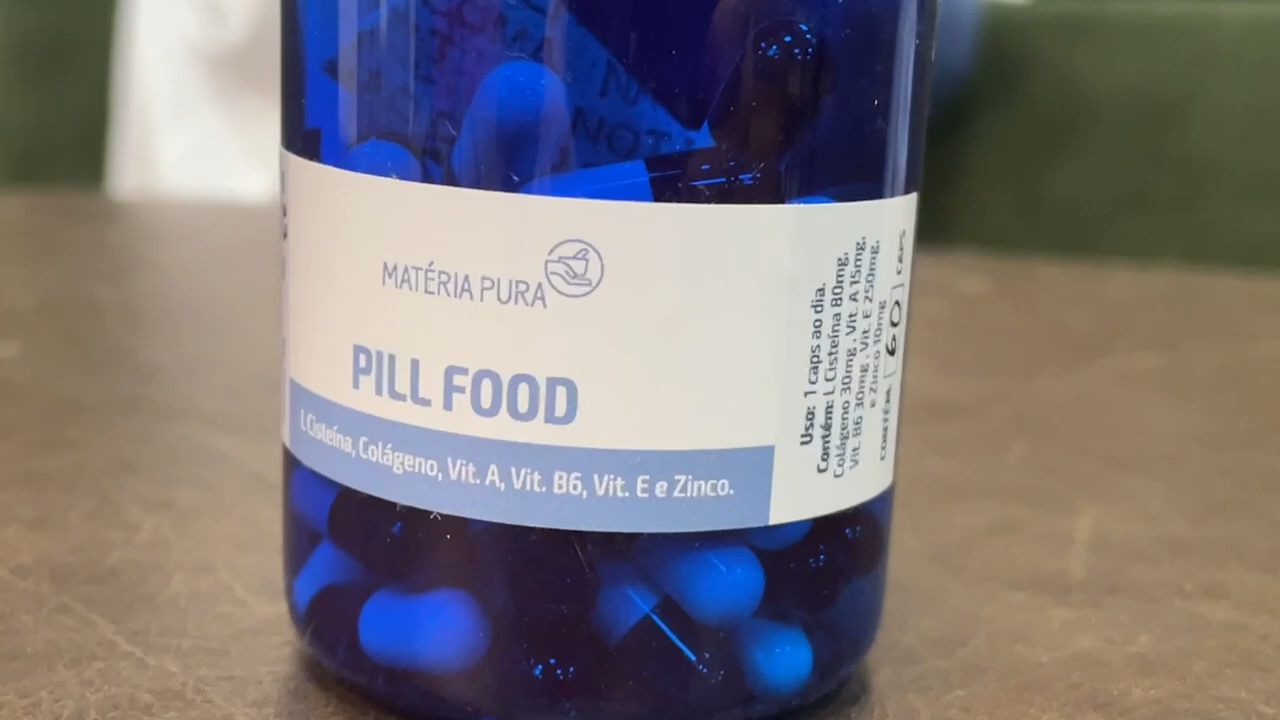 MATÉRIA PURA
PILL FOOD
L Cisteína, Colágeno, Vit. A, Vit. B6, Vit. E e Zinco.
Uso: 1 caps ao dia.
Contém: L Cisteína 80mg,
Colágeno 30mg, Vit. A 15mg,
Vit. B6 30mg, Vit. E 250mg,
e Zinco 10mg
CONTÉM: 60 CAPS